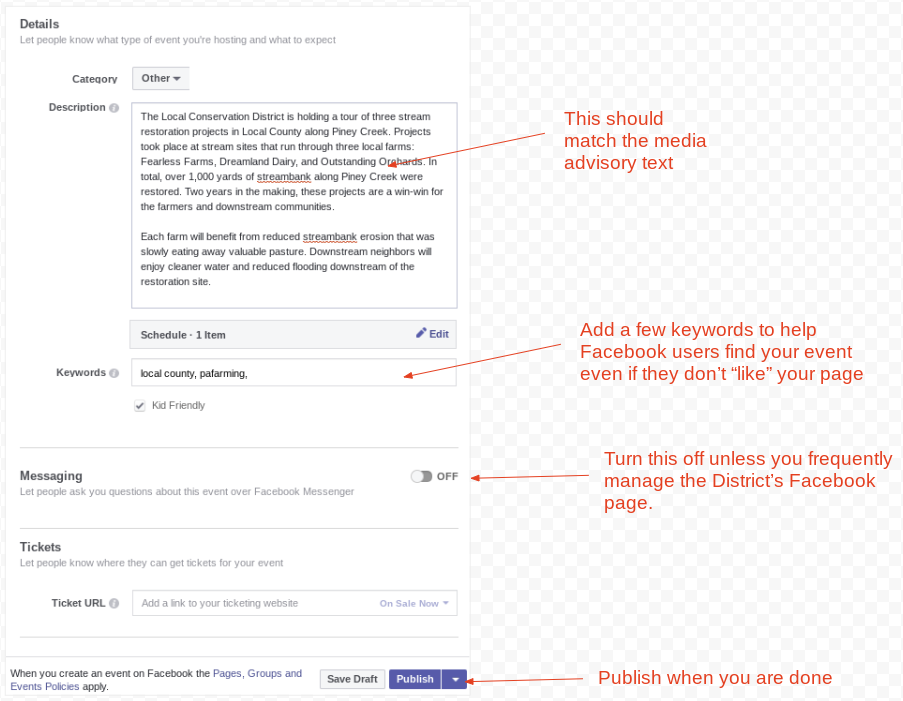 Details
Let people know what type of event you're hosting and what to expect
Category
Other
Description
The Local Conservation District is holding a tour of three stream
restoration projects in Local County along Piney Creek. Projects
took place at stream sites that run through three local farms:
Fearless Farms, Dreamland Dairy, and Outstanding Orchards. In
total, over 1,000 yards of streambank along Piney Creek were
restored. Two years in the making, these projects are a win-win for
the farmers and downstream communities.
Each farm will benefit from reduced streambank erosion that was
slowly eating away valuable pasture. Downstream neighbors will
enjoy cleaner water and reduced flooding downstream of the
restoration site.
This should
match the media
advisory text
Schedule · 1 Item
Edit
Keywords
local county, pafarming,
Kid Friendly
Add a few keywords to help
Facebook users find your event
even if they don’t “like” your page
Messaging
OFF
Let people ask you questions about this event over Facebook Messenger
Turn this off unless you frequently
manage the District’s Facebook
page.
Tickets
Let people know where they can get tickets for your event
Ticket URL
Add a link to your ticketing website
On Sale Now
When you create an event on Facebook the Pages, Groups and
Events Policies apply.
Save Draft
Publish
Publish when you are done